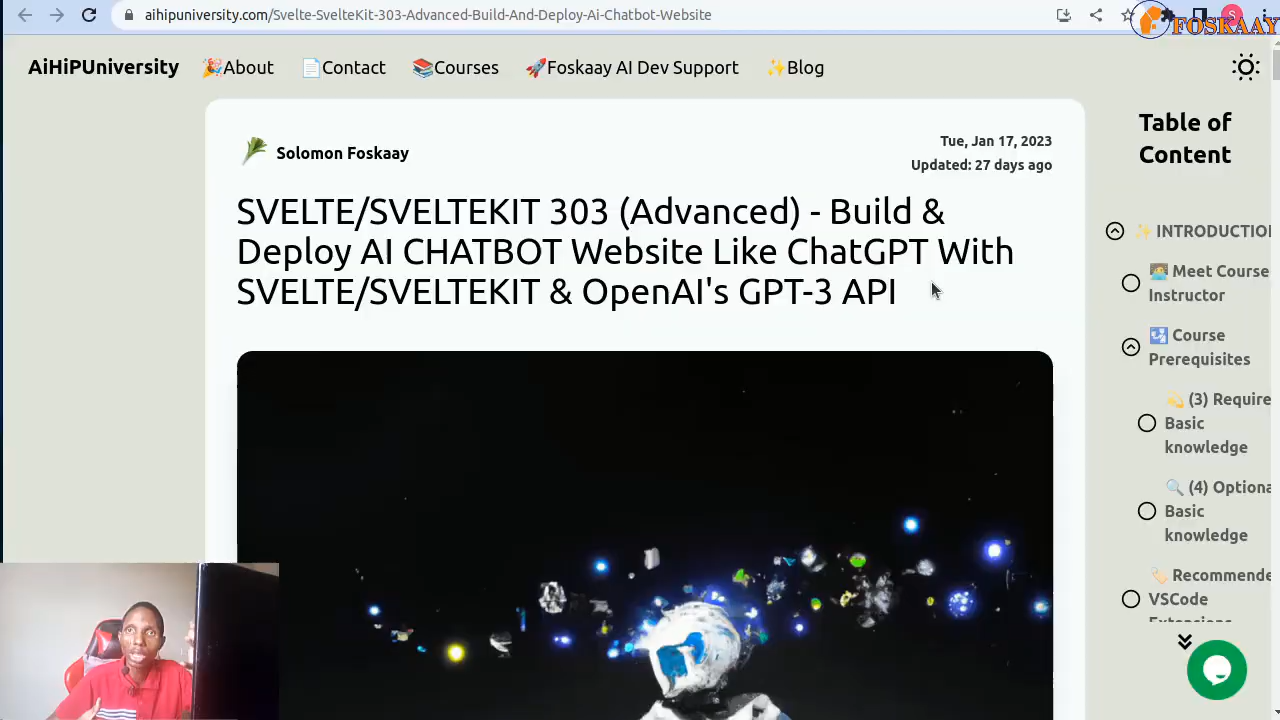 aihipuniversity.com/Svelte-SvelteKit-303-Advanced-Build-And-Deploy-Ai-Chatbot-Website
S
FOSKAAY
AiHiPUniversity
About
Contact
Courses
Foskaay AI Dev Support
Blog
Solomon Foskaay
Tue, Jan 17, 2023
Updated: 27 days ago
SVELTE/SVELTEKIT 303 (Advanced) - Build &
Deploy AI CHATBOT Website Like ChatGPT With
SVELTE/SVELTEKIT & OpenAI's GPT-3 API
Table of
Content
INTRODUCTIO
Meet Course
Instructor
Course
Prerequisites
(3) Require
Basic
knowledge
(4) Optiona
Basic
knowledge
Recommende
VSCode
Extensions